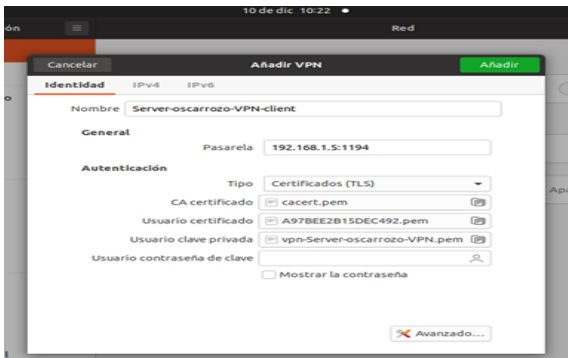 10 de dic 10:22
ón
Red
Cancelar Añadir VPN Añadir
Identidad IPv4 IPv6
Nombre Server-oscarrozo-VPN-client
General
Pasarela 192.168.1.5:1194
Autenticación
Tipo Certificados (TLS)
CA certificado cacert.pem
Usuario certificado A97BEE2B15DEC492.pem
Usuario clave privada vpn-Server-oscarrozo-VPN.pem
Usuario contraseña de clave
Mostrar la contraseña
Avanzado...